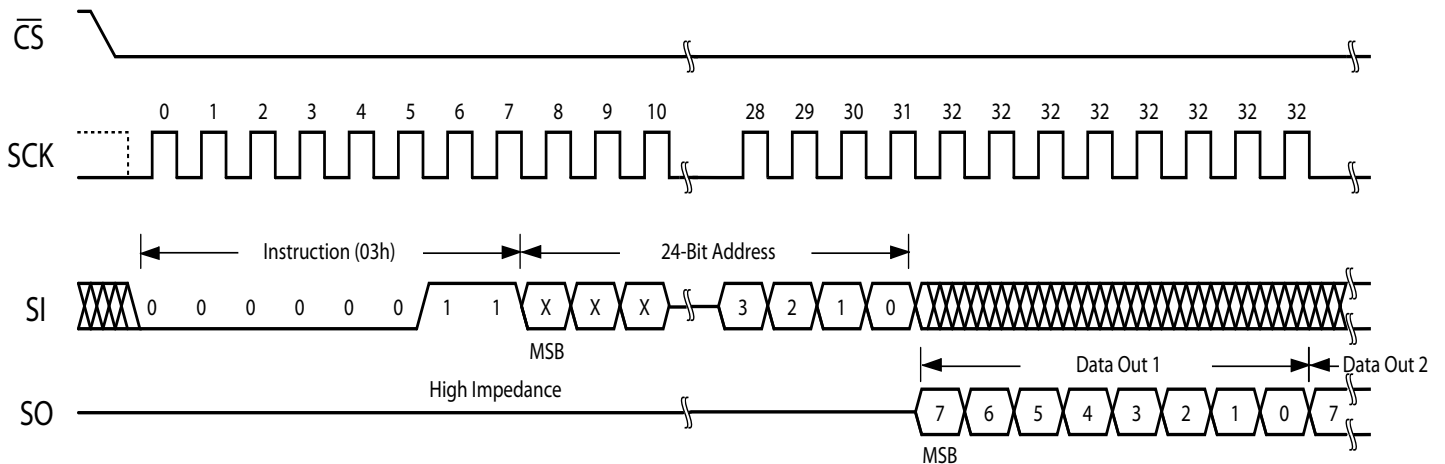 CS
0 1 2 3 4 5 6 7 8 9 10 28 29 30 31 32 32 32 32 32 32 32 32
SCK
Instruction (03h) 24-Bit Address
SI 0 0 0 0 0 0 1 1 X X X 3 2 1 0
MSB
Data Out 1 Data Out 2
High Impedance
SO 7 6 5 4 3 2 1 0 7
MSB